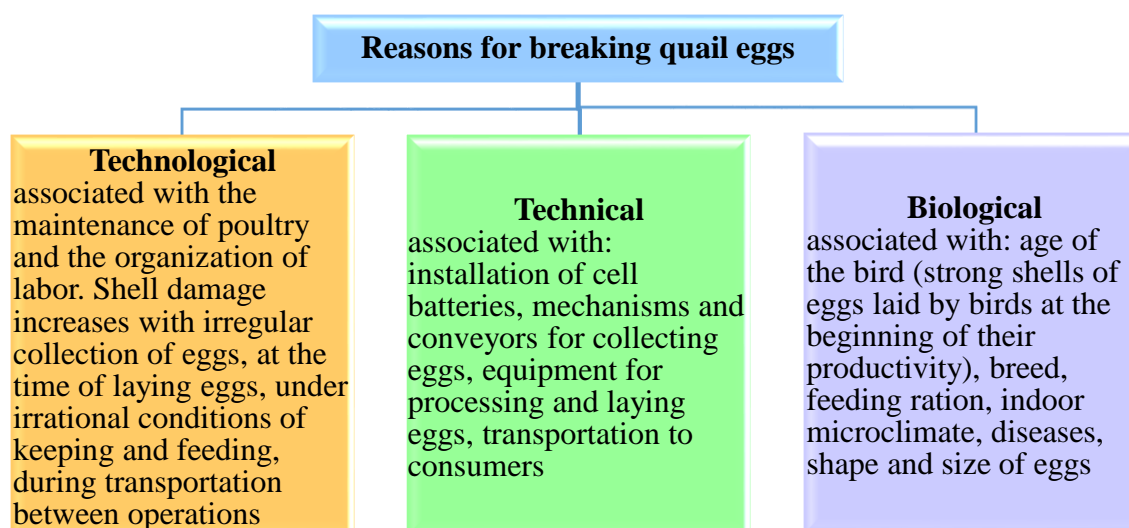 Reasons for breaking quail eggs
Technological
associated with the
maintenance of poultry
and the organization of
labor. Shell damage
increases with irregular
collection of eggs, at the
time of laying eggs, under
irrational conditions of
keeping and feeding,
during transportation
between operations
Technical
associated with:
installation of cell
batteries, mechanisms and
conveyors for collecting
eggs, equipment for
processing and laying
eggs, transportation to
consumers
Biological
associated with: age of
the bird (strong shells of
eggs laid by birds at the
beginning of their
productivity), breed,
feeding ration, indoor
microclimate, diseases,
shape and size of eggs